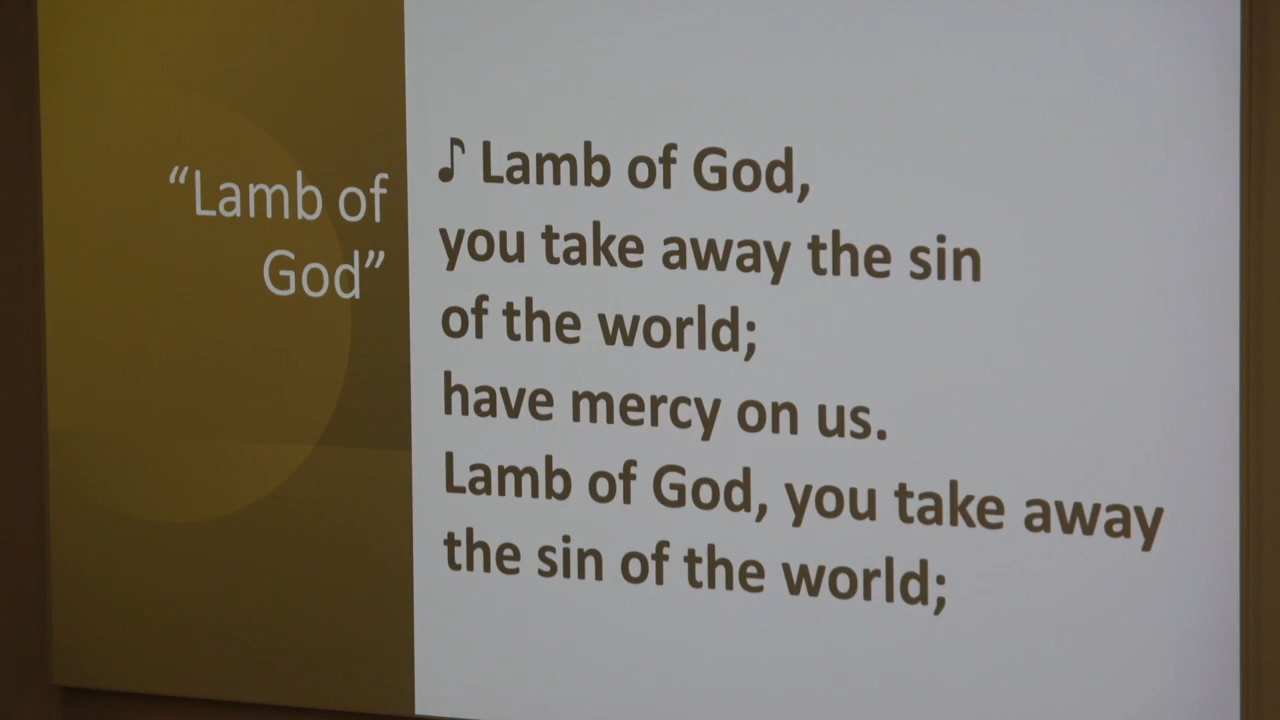 “Lamb of
God”
♪ Lamb of God,
you take away the sin
of the world;
have mercy on us.
Lamb of God, you take away
the sin of the world;